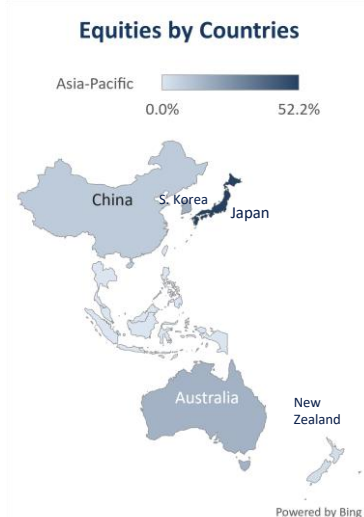 Equities by Countries
Asia-Pacific
0.0% 52.2%
China
S. Korea
Japan
Australia
New
Zealand
Powered by Bing